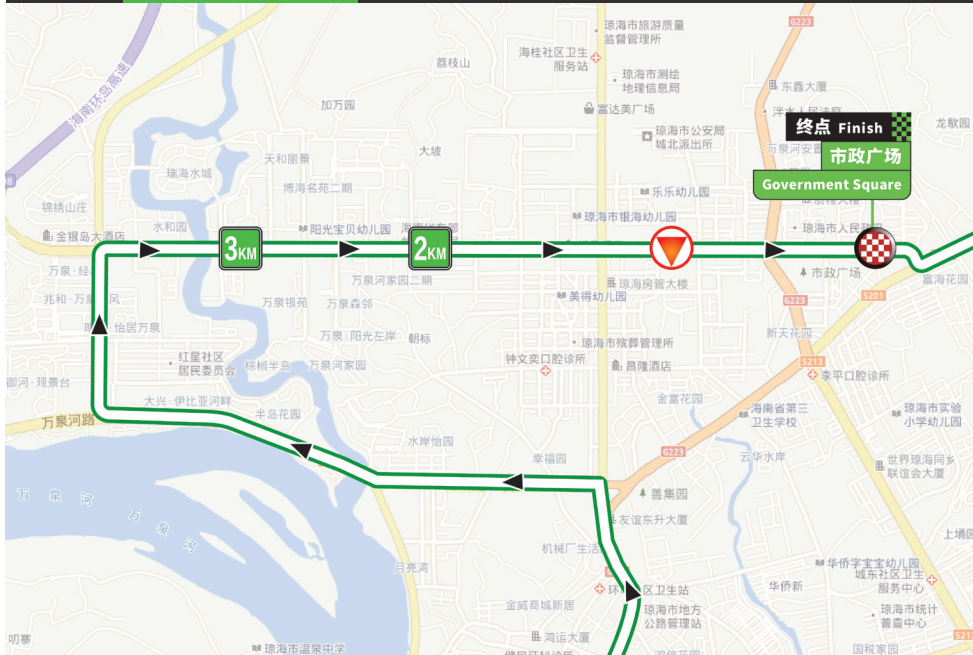 G223
琼海市旅游质量
监督管理所
海桂社区卫生
服务站
荔枝山
海南环岛高速
琼海市测绘
地理信息局
东鑫大厦
富达美广场
加万园
终点 Finish
龙歇园
琼海市公安局
城北派出所
大坡
市政广场
天和丽景
瑞海水城
Government Square
博海名苑二期
乐乐幼儿园
锦绣山庄
琼海市银海幼儿园
水和园
阳光宝贝幼儿园
金银岛大酒店
3KM
2KM
万泉河家园二期
琼海房管大楼
市政广场
富海花园
美得幼儿园
G223
S201
万泉银苑
万泉森邻
怡居万泉
万泉·阳光左岸
朝标
新天花园
琼海市殡葬管理所
红星社区
居民委员会
棕榈半岛
万泉河家园
钟文奕口腔诊所
昌隆酒店
S213
李平口腔诊所
御河·观景台
大兴·伊比亚河畔
半岛花园
金富花园
万泉河路
海南省第三
卫生学校
琼海市实验
小学幼儿园
水岸怡园
幸福园
G223
云华水岸
世界琼海同乡
联谊会大厦
万泉河
万泉河
善集园
友谊东升大厦
上埇园
机械厂生活
月亮湾
华侨字宝宝幼儿园
城东社区卫生
服务中心
华侨新
区卫生站
金威商城新居
琼海市地方
公路管理站
琼海市统计
普查中心
叨寨
鸿运大厦
琼海市温泉中学
国税家园